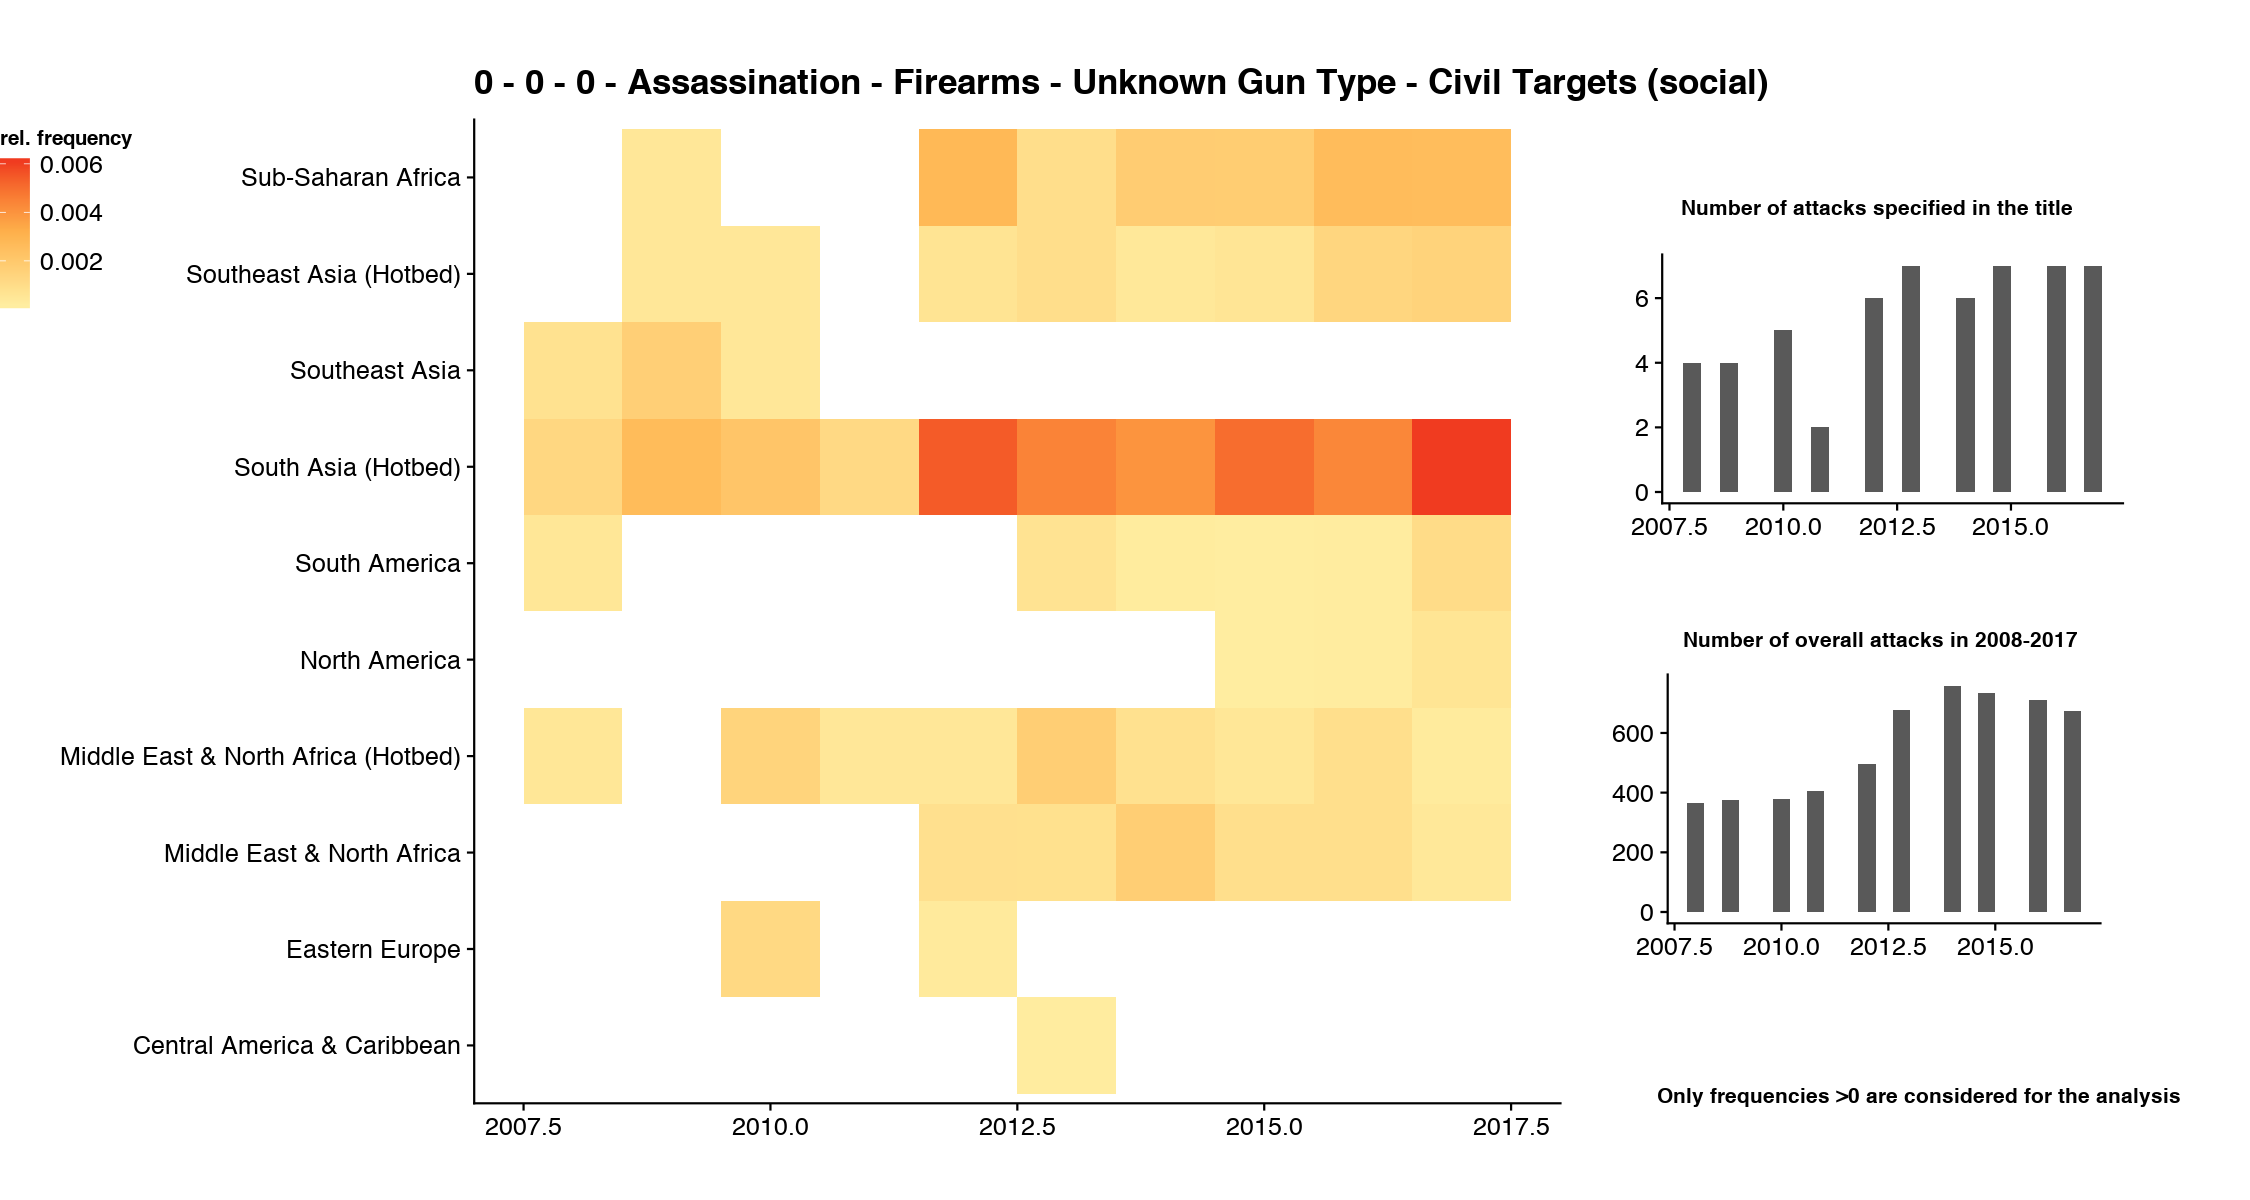 0 - 0 - 0 - Assassination - Firearms - Unknown Gun Type - Civil Targets (social)
rel. frequency
0.006
0.004
0.002
Sub-Saharan Africa
Southeast Asia (Hotbed)
Southeast Asia
South Asia (Hotbed)
South America
North America
Middle East & North Africa (Hotbed)
Middle East & North Africa
Eastern Europe
Central America & Caribbean
2007.5 2010.0 2012.5 2015.0 2017.5
Number of attacks specified in the title
6
4
2
0
2007.5 2010.0 2012.5 2015.0
Number of overall attacks in 2008-2017
600
400
200
0
2007.5 2010.0 2012.5 2015.0
Only frequencies >0 are considered for the analysis